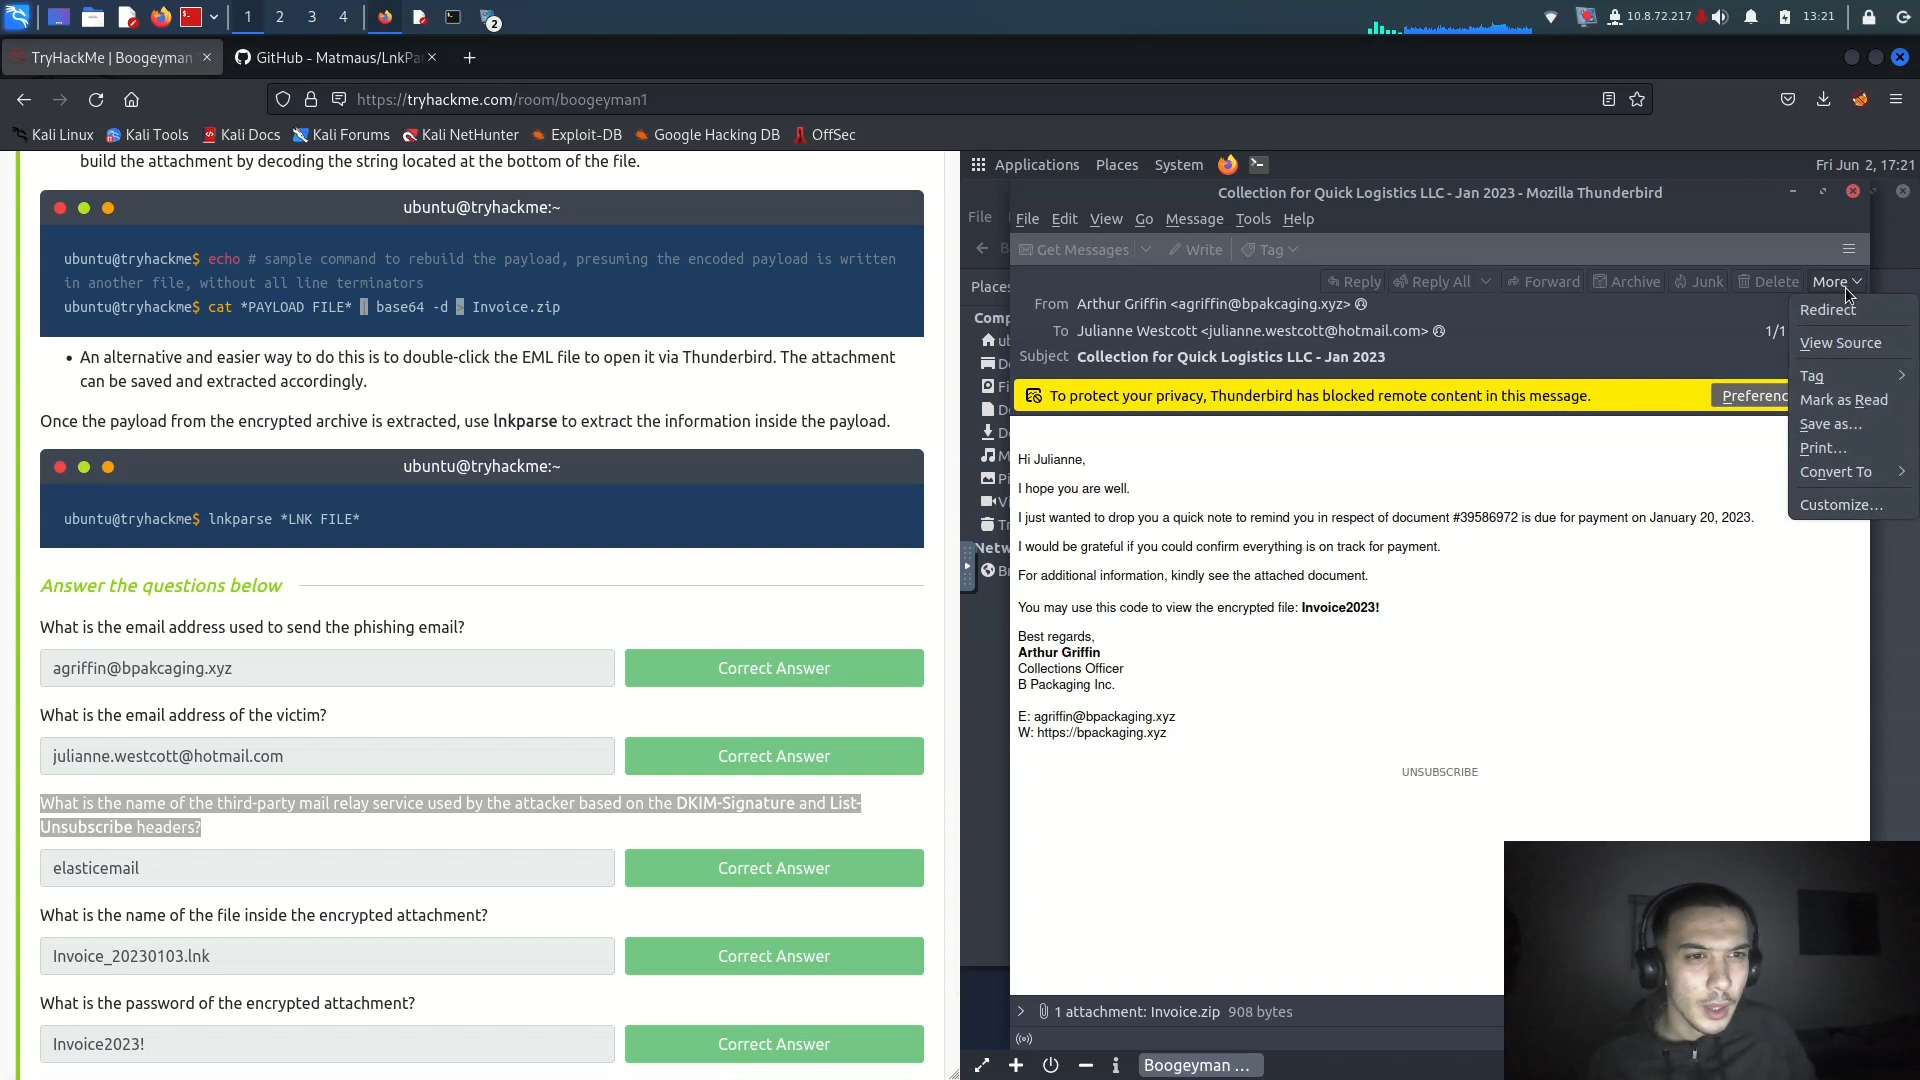 1
2
3
4
2
10.8.72.217
13:21
TryHackMe | Boogeyman
GitHub - Matmaus/LnkPa
https://tryhackme.com/room/boogeyman1
Kali Linux
Kali Tools
Kali Docs
Kali Forums
Kali NetHunter
Exploit-DB
Google Hacking DB
OffSec
build the attachment by decoding the string located at the bottom of the file.
ubuntu@tryhackme:~
ubuntu@tryhackme$ echo # sample command to rebuild the payload, presuming the encoded payload is written
in another file, without all line terminators
ubuntu@tryhackme$ cat *PAYLOAD FILE* | base64 -d > Invoice.zip
• An alternative and easier way to do this is to double-click the EML file to open it via Thunderbird. The attachment
can be saved and extracted accordingly.
Once the payload from the encrypted archive is extracted, use lnkparse to extract the information inside the payload.
ubuntu@tryhackme:~
ubuntu@tryhackme$ lnkparse *LNK FILE*
Answer the questions below
What is the email address used to send the phishing email?
agriffin@bpakcaging.xyz
Correct Answer
What is the email address of the victim?
julianne.westcott@hotmail.com
Correct Answer
What is the name of the third-party mail relay service used by the attacker based on the DKIM-Signature and List-
Unsubscribe headers?
elasticemail
Correct Answer
What is the name of the file inside the encrypted attachment?
Invoice_20230103.lnk
Correct Answer
What is the password of the encrypted attachment?
Invoice2023!
Correct Answer
Applications
Places
System
Fri Jun 2, 17:21
Collection for Quick Logistics LLC - Jan 2023 - Mozilla Thunderbird
File
File Edit View Go Message Tools Help
Get Messages
Write
Tag
Places
Comp
Netw
Reply
Reply All
Forward
Archive
Junk
Delete
More
From Arthur Griffin <agriffin@bpakcaging.xyz>
To Julianne Westcott <julianne.westcott@hotmail.com>
1/1
Subject Collection for Quick Logistics LLC - Jan 2023
To protect your privacy, Thunderbird has blocked remote content in this message.
Preferenc
Redirect
View Source
Tag
Mark as Read
Save as...
Print...
Convert To
Customize...
Hi Julianne,
I hope you are well.
I just wanted to drop you a quick note to remind you in respect of document #39586972 is due for payment on January 20, 2023.
I would be grateful if you could confirm everything is on track for payment.
For additional information, kindly see the attached document.
You may use this code to view the encrypted file: Invoice2023!
Best regards,
Arthur Griffin
Collections Officer
B Packaging Inc.
E: agriffin@bpackaging.xyz
W: https://bpackaging.xyz
UNSUBSCRIBE
1 attachment: Invoice.zip 908 bytes
Boogeyman ...